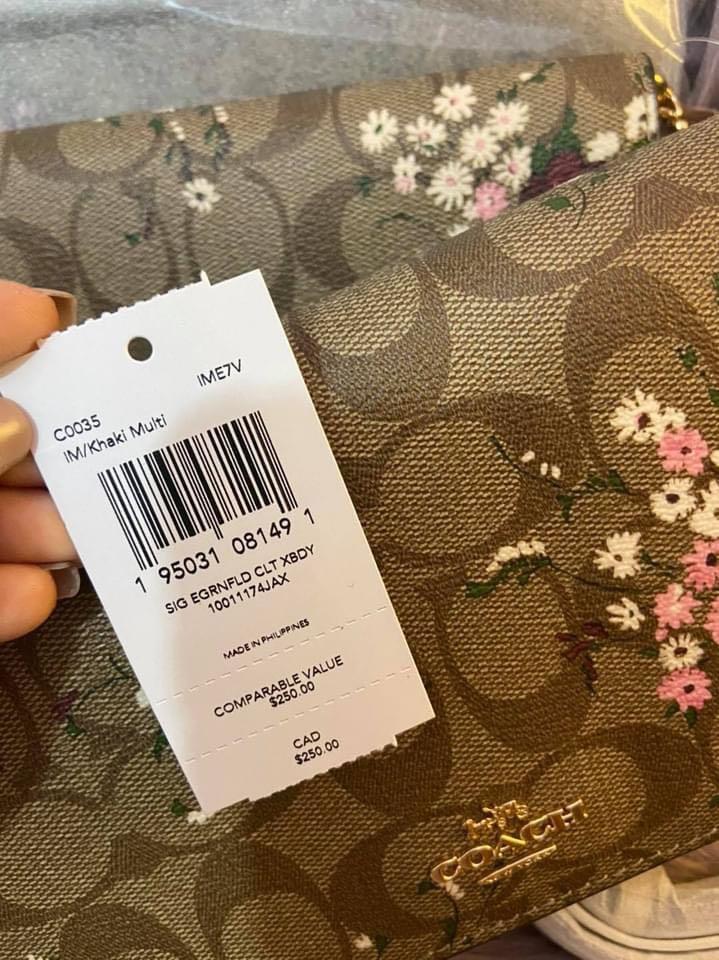 C0035
IME7V
IM/Khaki Multi
1 95031 08149 1
SIG EGRNFLD CLT XBDY
10011174JAX
MADE IN PHILIPPINES
COMPARABLE VALUE
$250.00
CAD
$250.00
COACH